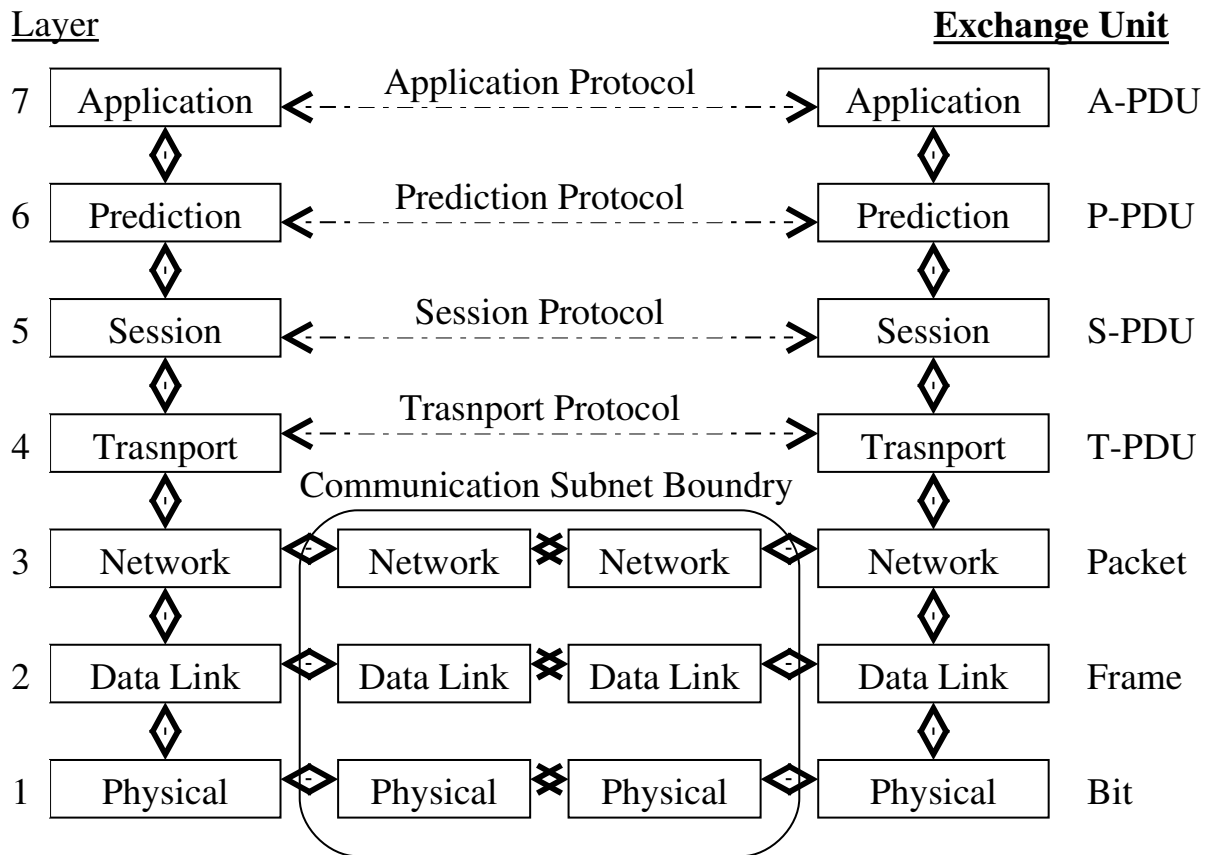 Layer Exchange Unit
Application Protocol
7 Application Application A-PDU
Prediction Protocol
6 Prediction Prediction P-PDU
Session Protocol
5 Session Session S-PDU
Trasnport Protocol
4 Trasnport Trasnport T-PDU
Communication Subnet Boundry
3 Network Network Network Network Packet
2 Data Link Data Link Data Link Data Link Frame
1 Physical Physical Physical Physical Bit